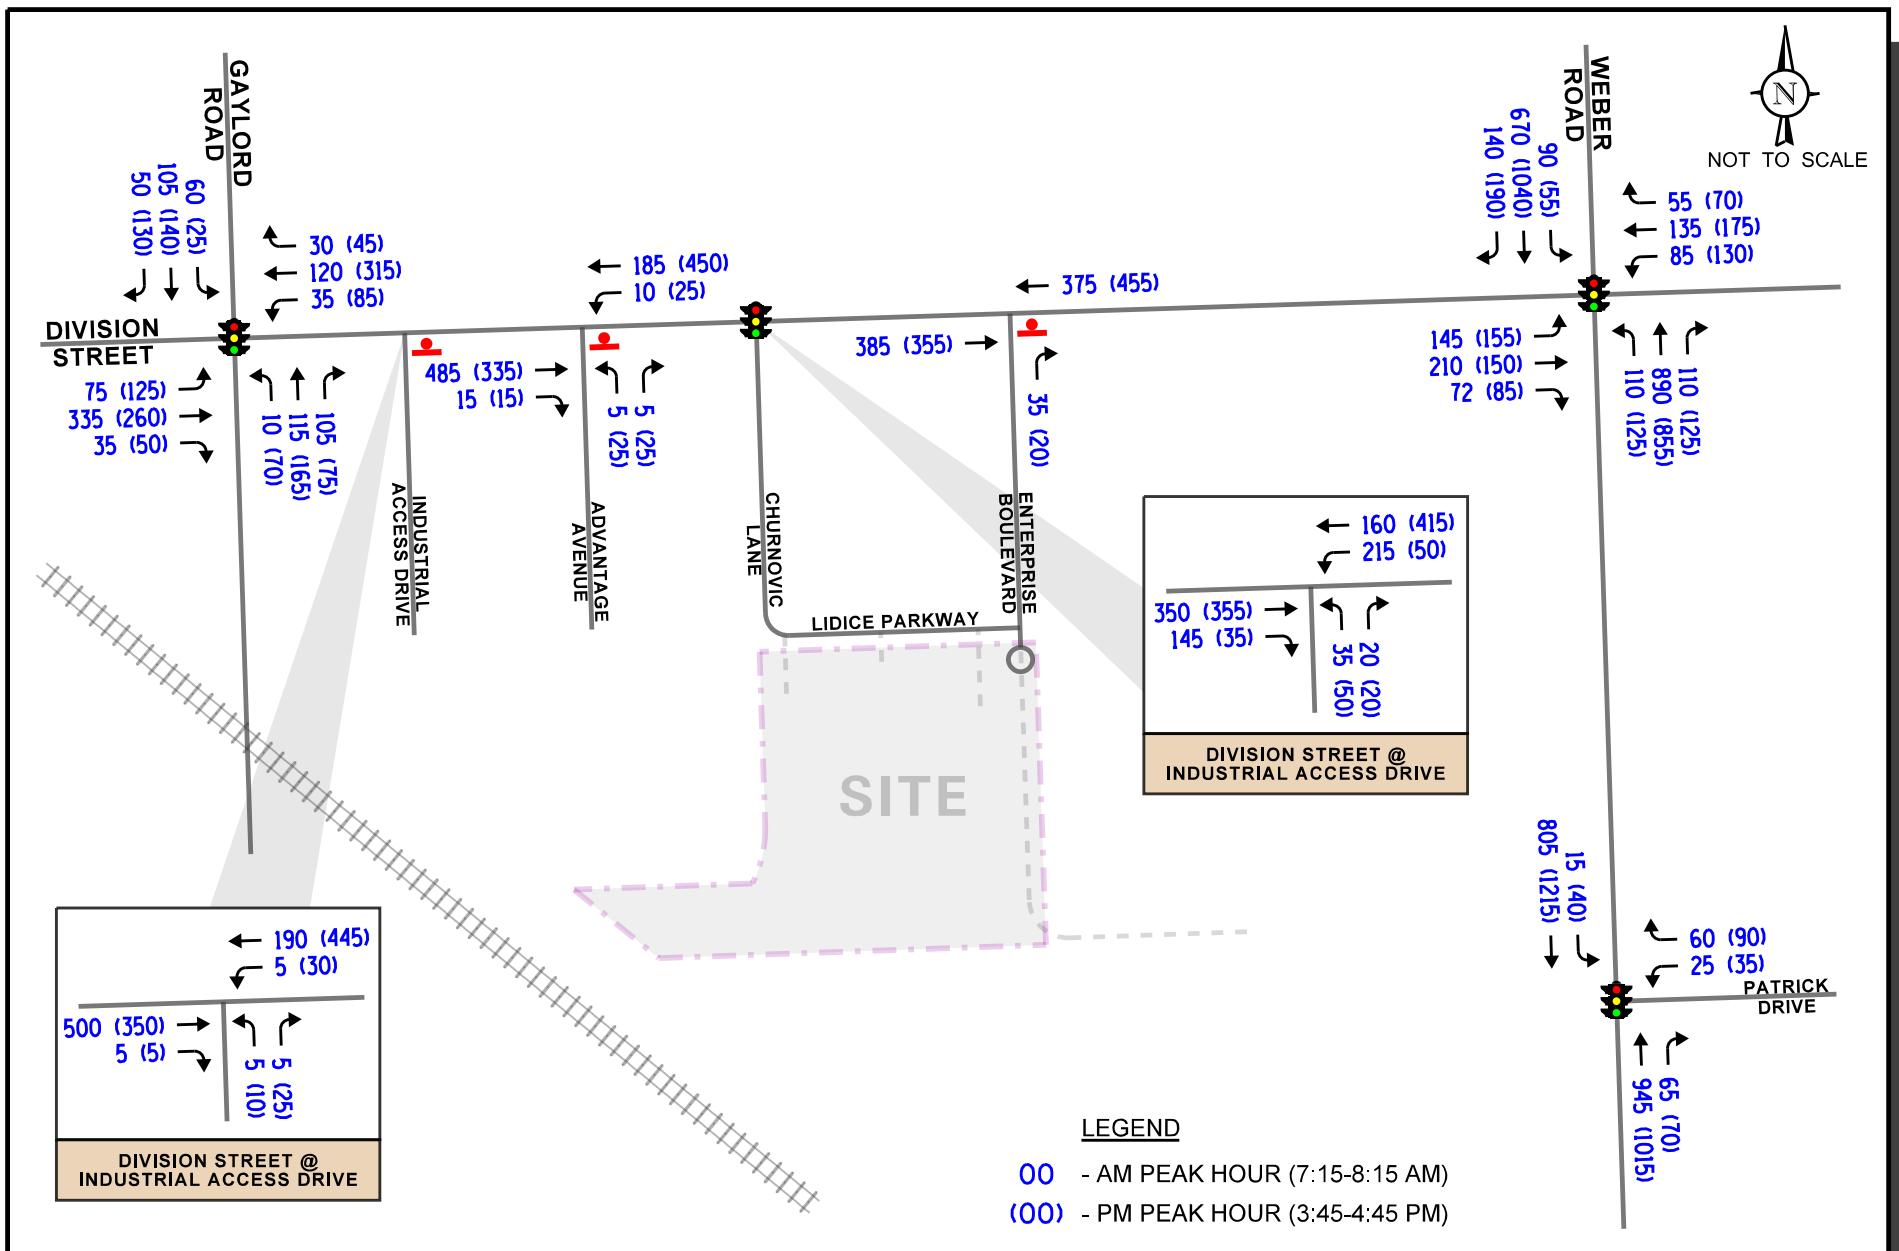 GAYLORD
ROAD
WEBER
ROAD
N
NOT TO SCALE
50 (130)
105 (140)
60 (25)
30 (45)
120 (315)
35 (85)
185 (450)
10 (25)
375 (455)
140 (190)
670 (1040)
90 (55)
55 (70)
135 (175)
85 (130)
DIVISION
STREET
75 (125)
335 (260)
35 (50)
10 (70)
115 (165)
105 (75)
485 (335)
15 (15)
5 (25)
5 (25)
385 (355)
35 (20)
145 (155)
210 (150)
72 (85)
110 (125)
890 (855)
110 (125)
INDUSTRIAL
ACCESS DRIVE
ADVANTAGE
AVENUE
CHURNOVIC
LANE
ENTERPRISE
BOULEVARD
LIDICE PARKWAY
160 (415)
215 (50)
350 (355)
145 (35)
35 (50)
20 (20)
DIVISION STREET @
INDUSTRIAL ACCESS DRIVE
SITE
805 (1215)
15 (40)
60 (90)
25 (35)
PATRICK
DRIVE
945 (1015)
65 (70)
190 (445)
5 (30)
500 (350)
5 (5)
5 (10)
5 (25)
DIVISION STREET @
INDUSTRIAL ACCESS DRIVE
LEGEND
00 - AM PEAK HOUR (7:15-8:15 AM)
(00) - PM PEAK HOUR (3:45-4:45 PM)